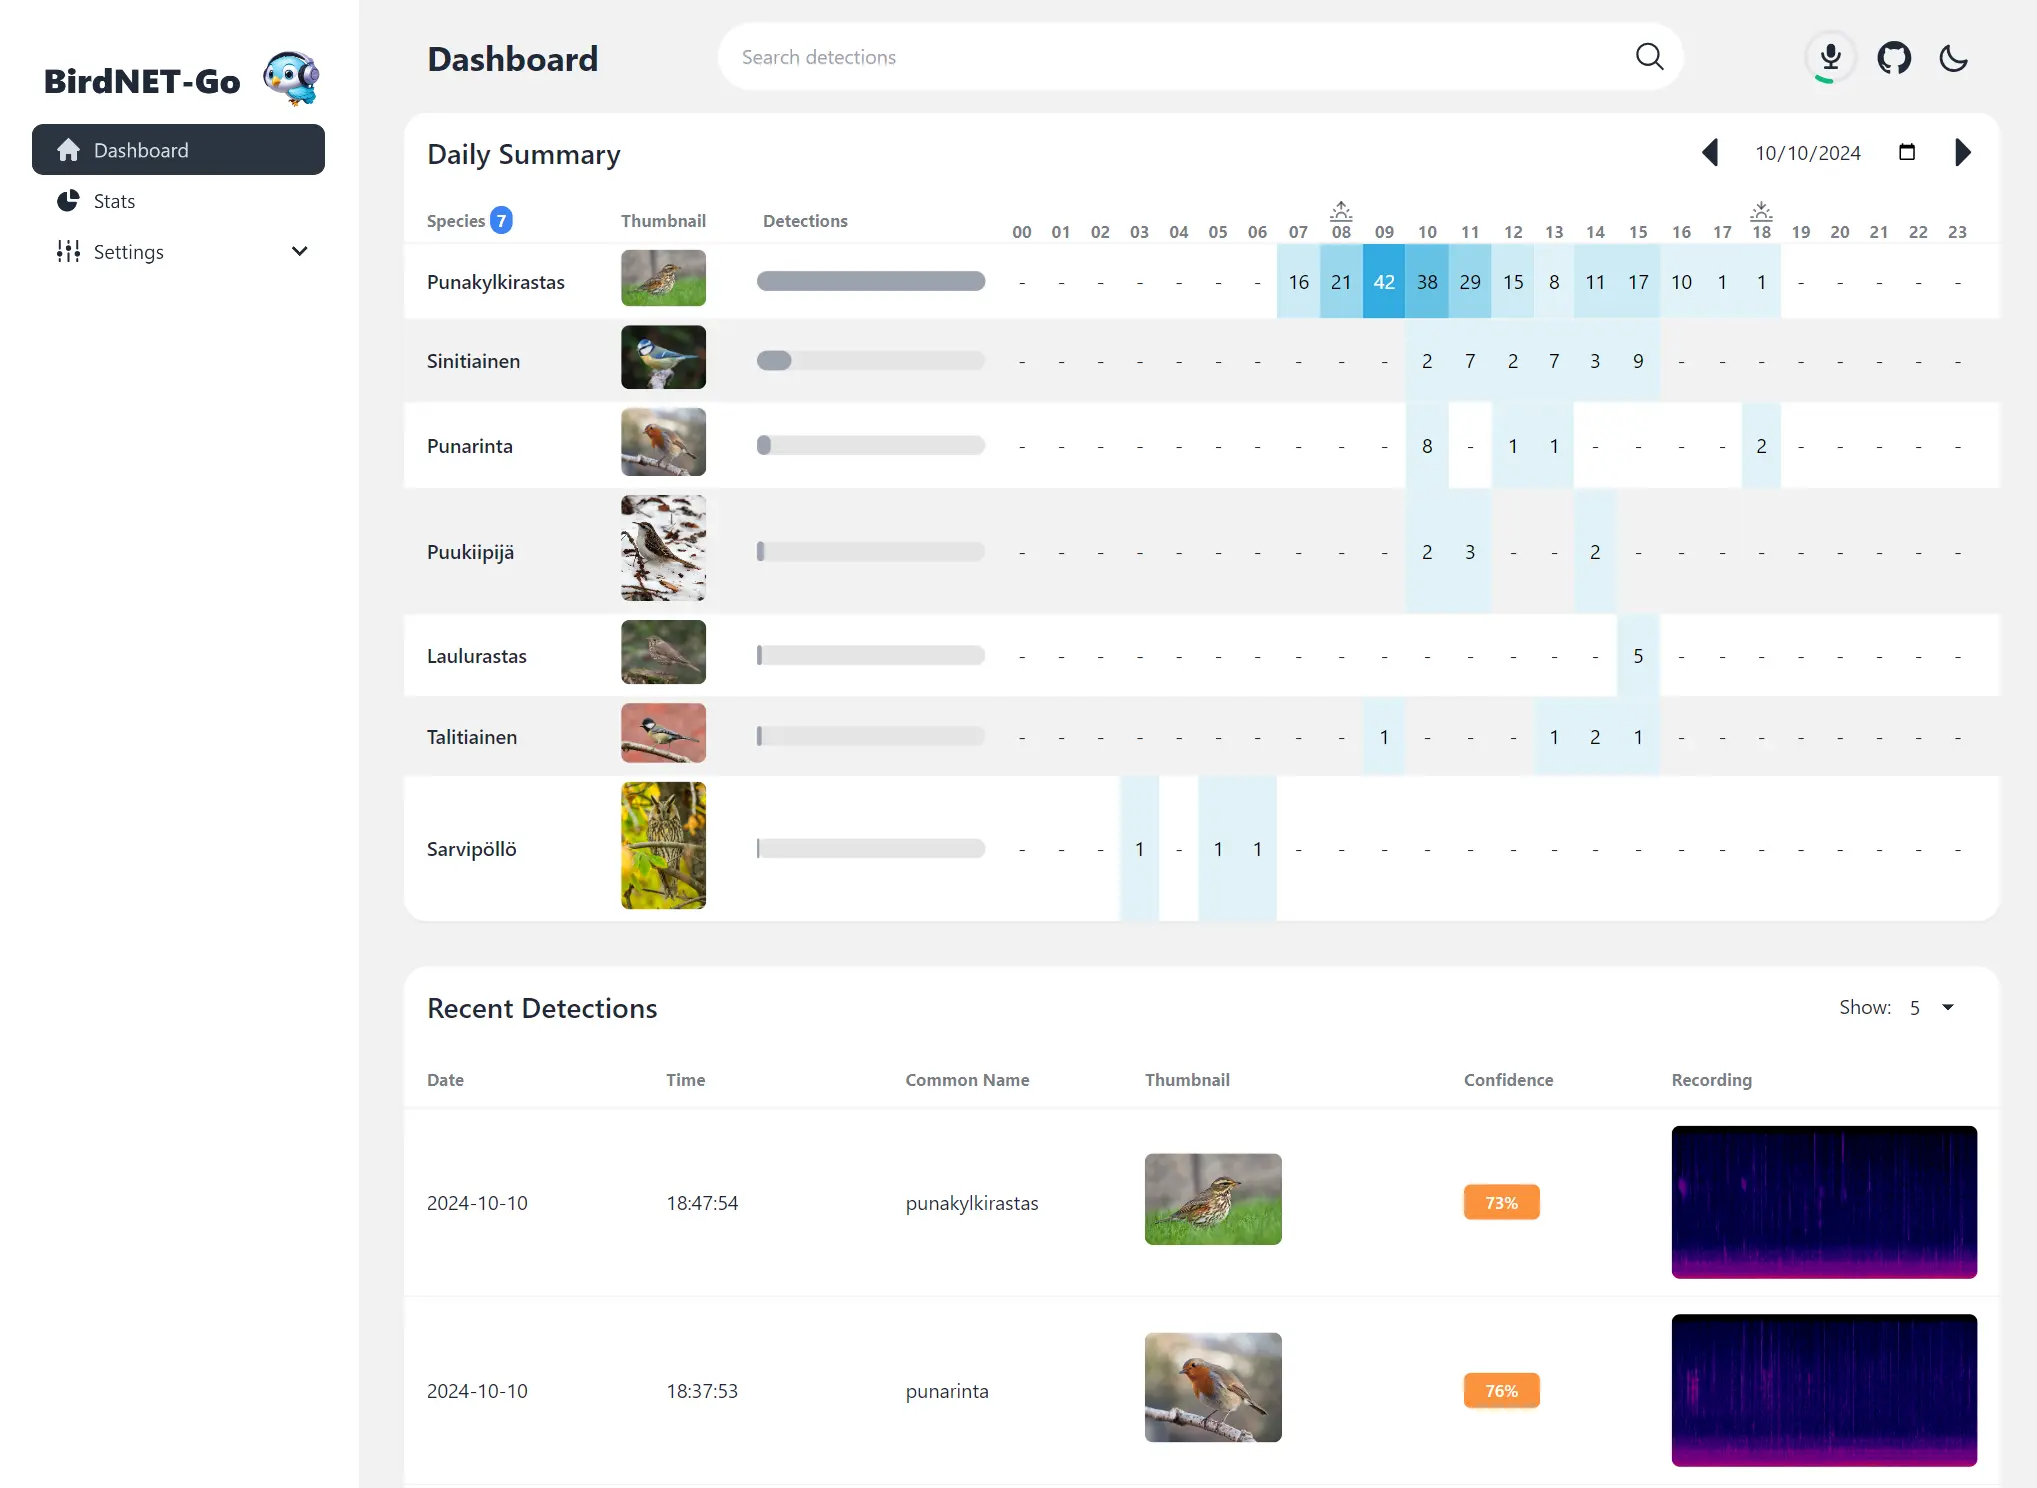 BirdNET-Go
Dashboard
Stats
Settings
Dashboard
Search detections
Daily Summary
10/10/2024
Species 7 Thumbnail Detections 00 01 02 03 04 05 06 07 08 09 10 11 12 13 14 15 16 17 18 19 20 21 22 23
Punakylkirastas - - - - - - - 16 21 42 38 29 15 8 11 17 10 1 1 - - - - -
Sinitiainen - - - - - - - - - - 2 7 2 7 3 9 - - - - - - - -
Punarinta - - - - - - - - - - 8 - 1 1 - - - - 2 - - - - -
Puukiipijä - - - - - - - - - - 2 3 - - 2 - - - - - - - - -
Laulurastas - - - - - - - - - - - - - - - 5 - - - - - - - -
Talitiainen - - - - - - - - - 1 - - - 1 2 1 - - - - - - - -
Sarvipöllö - - - 1 - 1 1 - - - - - - - - - - - - - - - - -
Recent Detections
Show: 5
Date Time Common Name Thumbnail Confidence Recording
2024-10-10 18:47:54 punakylkirastas 73%
2024-10-10 18:37:53 punarinta 76%